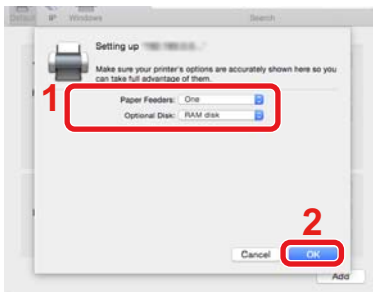 Default IP Windows Search
Setting up
Make sure your printer's options are accurately shown here so you
can take full advantage of them.
1
Paper Feeders: One
Optional Disk: RAM disk
2
Cancel OK
Add